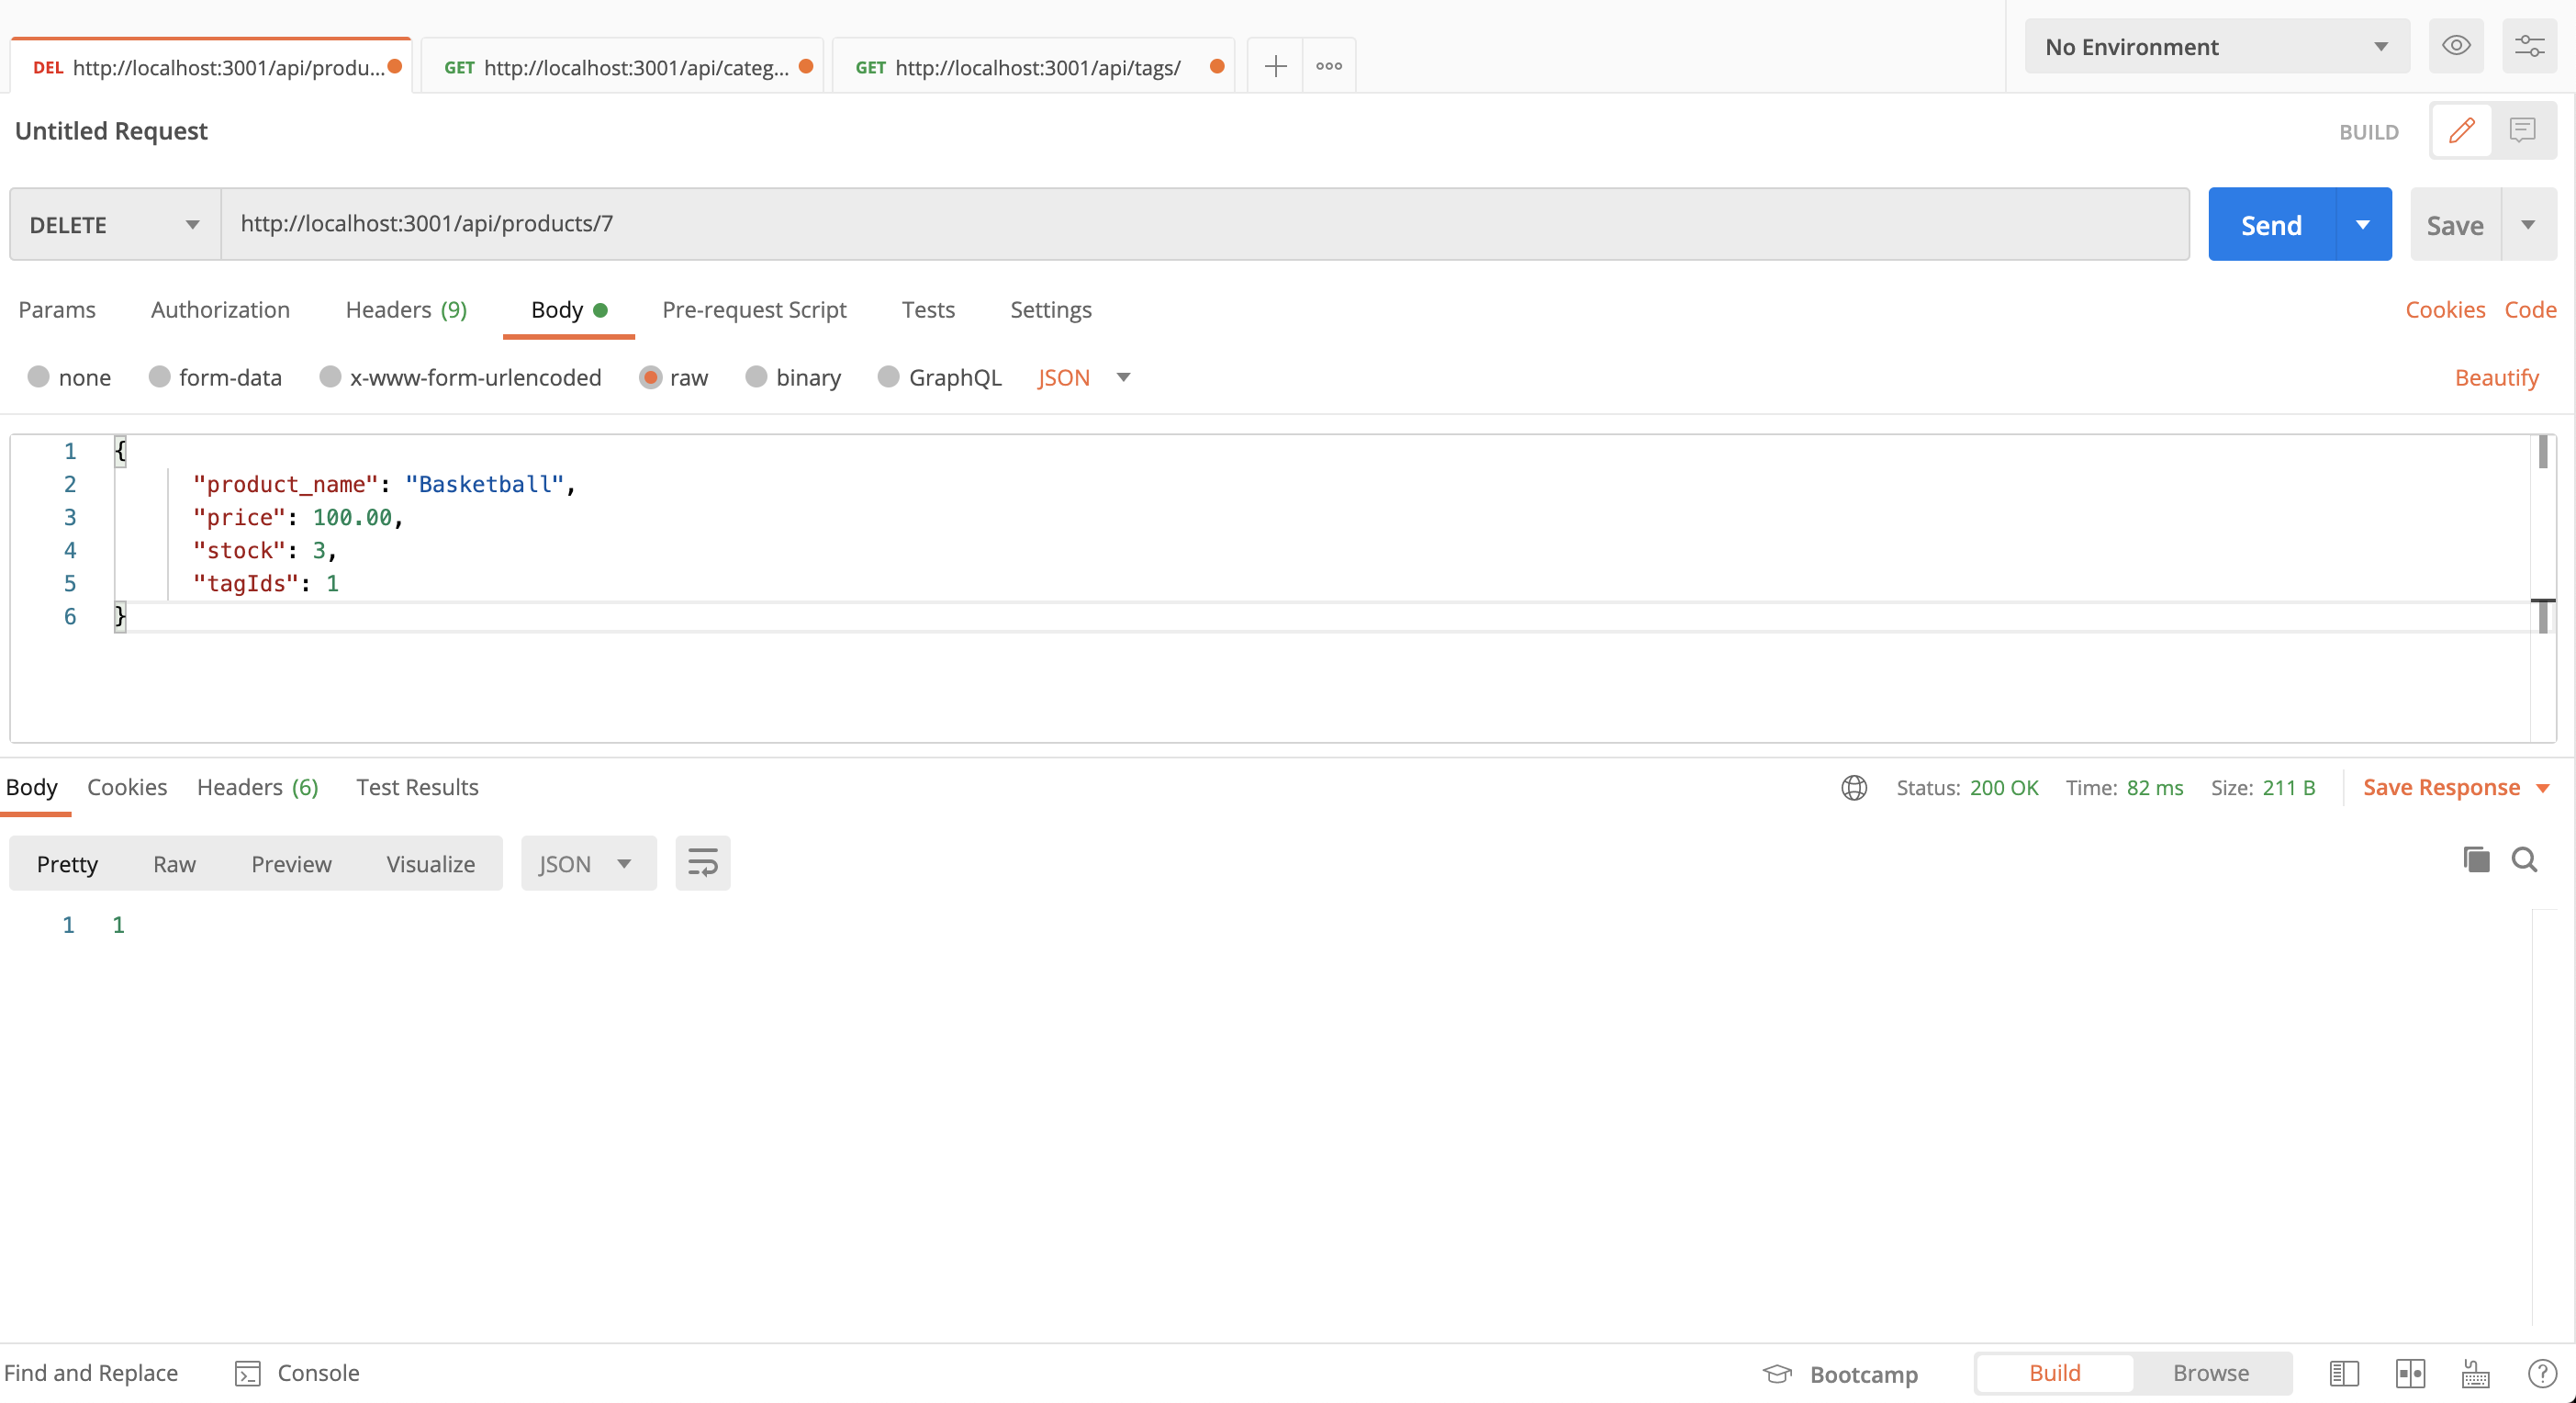 DEL http://localhost:3001/api/produ... GET http://localhost:3001/api/categ... GET http://localhost:3001/api/tags/ No Environment
Untitled Request BUILD
DELETE http://localhost:3001/api/products/7 Send Save
Params Authorization Headers (9) Body Pre-request Script Tests Settings Cookies Code
none form-data x-www-form-urlencoded raw binary GraphQL JSON Beautify
1 {
2 "product_name": "Basketball",
3 "price": 100.00,
4 "stock": 3,
5 "tagIds": 1
6 }
Body Cookies Headers (6) Test Results Status: 200 OK Time: 82 ms Size: 211 B Save Response
Pretty Raw Preview Visualize JSON
1 1
Find and Replace Console Bootcamp Build Browse